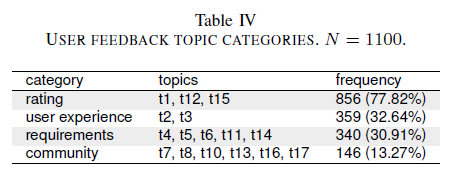 Table IV
USER FEEDBACK TOPIC CATEGORIES. N = 1100.
category topics frequency
rating t1, t12, t15 856 (77.82%)
user experience t2, t3 359 (32.64%)
requirements t4, t5, t6, t11, t14 340 (30.91%)
community t7, t8, t10, t13, t16, t17 146 (13.27%)